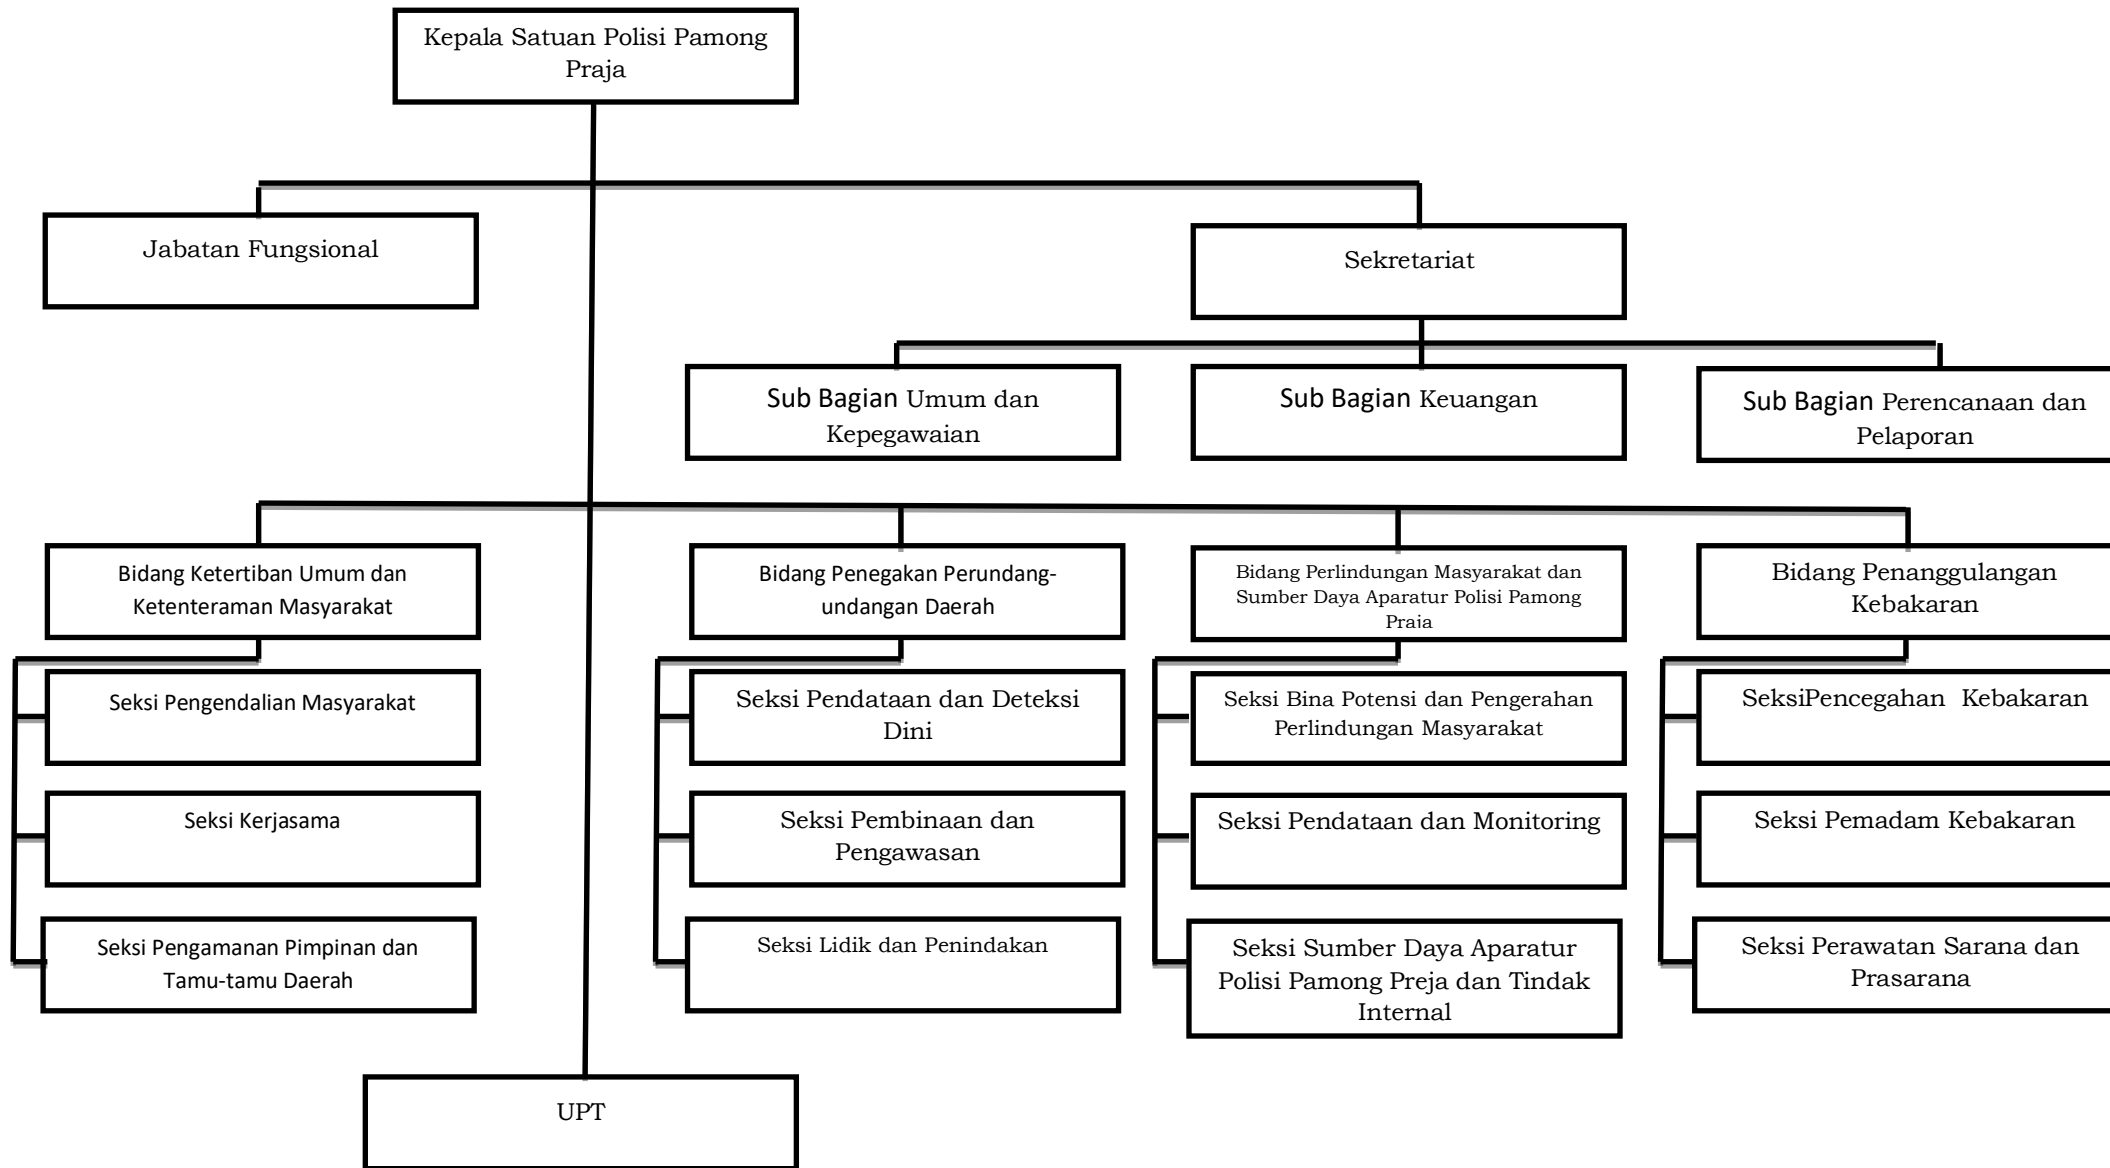 Kepala Satuan Polisi Pamong
Praja
Jabatan Fungsional
Sekretariat
Sub Bagian Umum dan
Kepegawaian
Sub Bagian Keuangan
Sub Bagian Perencanaan dan
Pelaporan
Bidang Ketertiban Umum dan
Ketenteraman Masyarakat
Bidang Penegakan Perundang-
undangan Daerah
Bidang Perlindungan Masyarakat dan
Sumber Daya Aparatur Polisi Pamong
Praja
Bidang Penanggulangan
Kebakaran
Seksi Pengendalian Masyarakat
Seksi Pendataan dan Deteksi
Dini
Seksi Bina Potensi dan Pengerahan
Perlindungan Masyarakat
SeksiPencegahan Kebakaran
Seksi Kerjasama
Seksi Pembinaan dan
Pengawasan
Seksi Pendataan dan Monitoring
Seksi Pemadam Kebakaran
Seksi Pengamanan Pimpinan dan
Tamu-tamu Daerah
Seksi Lidik dan Penindakan
Seksi Sumber Daya Aparatur
Polisi Pamong Preja dan Tindak
Internal
Seksi Perawatan Sarana dan
Prasarana
UPT